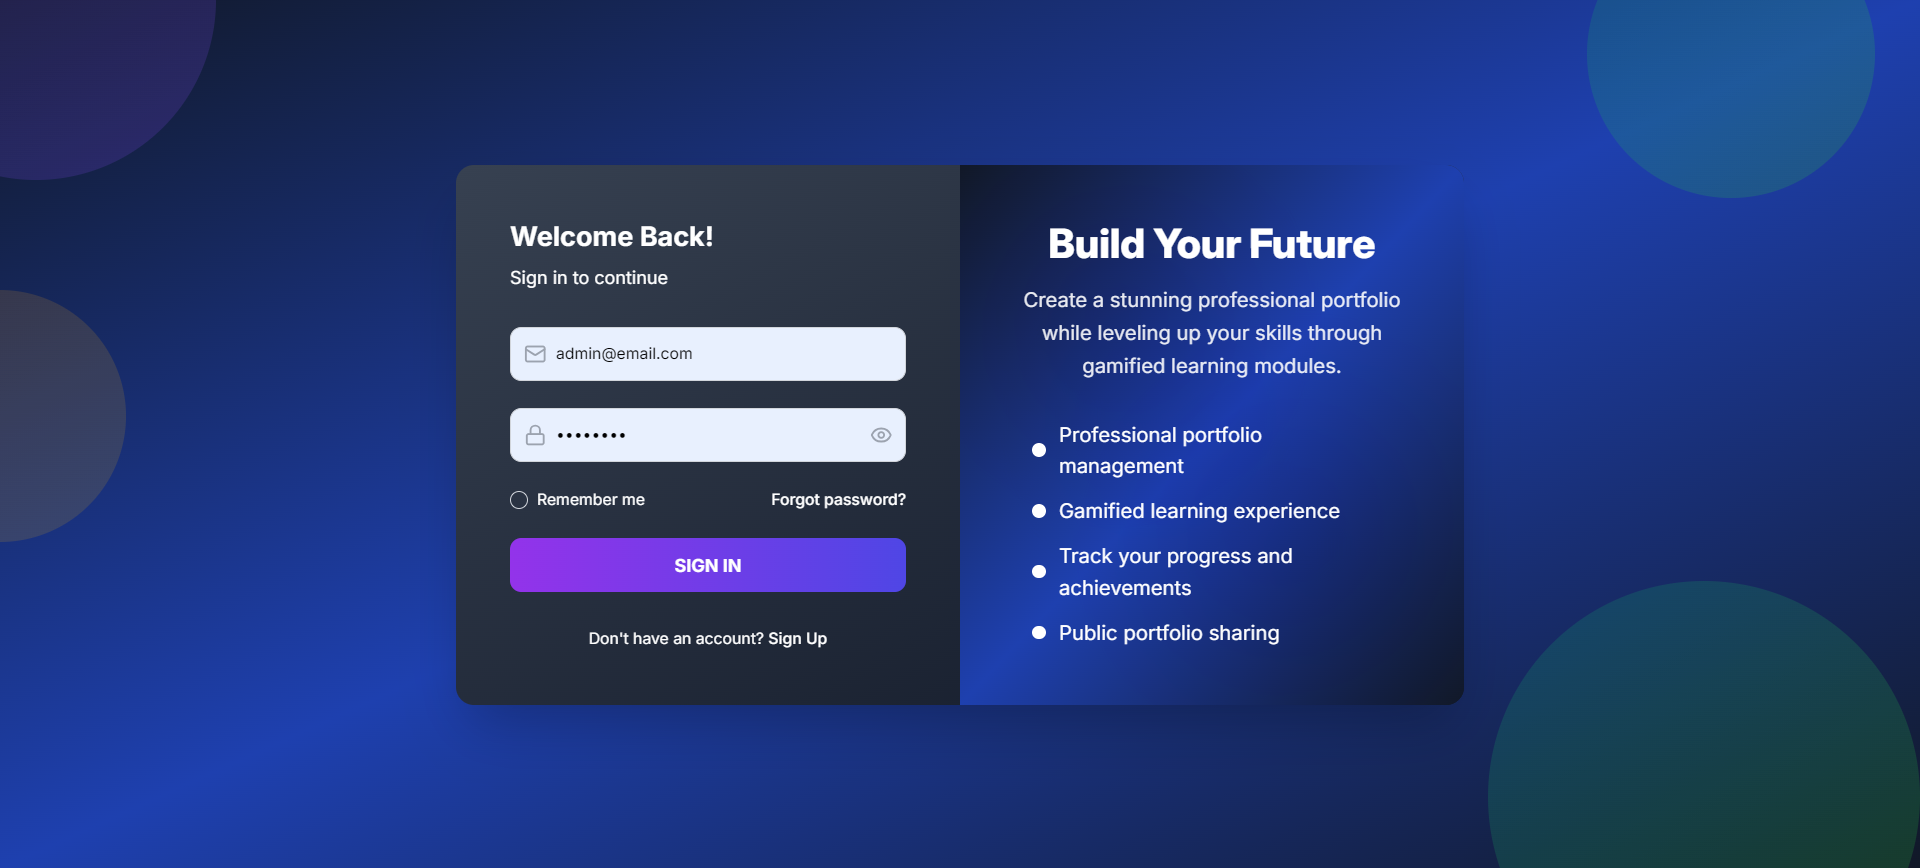 Welcome Back!
Sign in to continue
admin@email.com
••••••••
Remember me
Forgot password?
SIGN IN
Don't have an account? Sign Up
Build Your Future
Create a stunning professional portfolio
while leveling up your skills through
gamified learning modules.
Professional portfolio
management
Gamified learning experience
Track your progress and
achievements
Public portfolio sharing